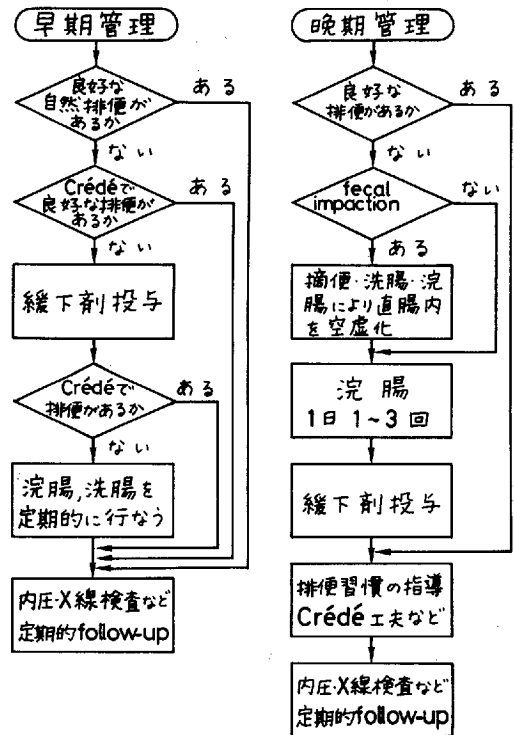 早期管理
良好な
自然排便が
あるか
ある
ない
Crédéで
良好な排便が
あるか
ある
ない
緩下剤投与
Crédéで
排便があるか
ある
ない
浣腸,洗腸を
定期的に行なう
内圧・X線検査など
定期的follow-up
晩期管理
良好な
排便があるか
ある
ない
fecal
impaction
ない
ある
摘便・洗腸・浣
腸により直腸内
を空虚化
浣腸
1日1~3回
緩下剤投与
排便習慣の指導
Crédé工夫など
内圧・X線検査など
定期的follow-up